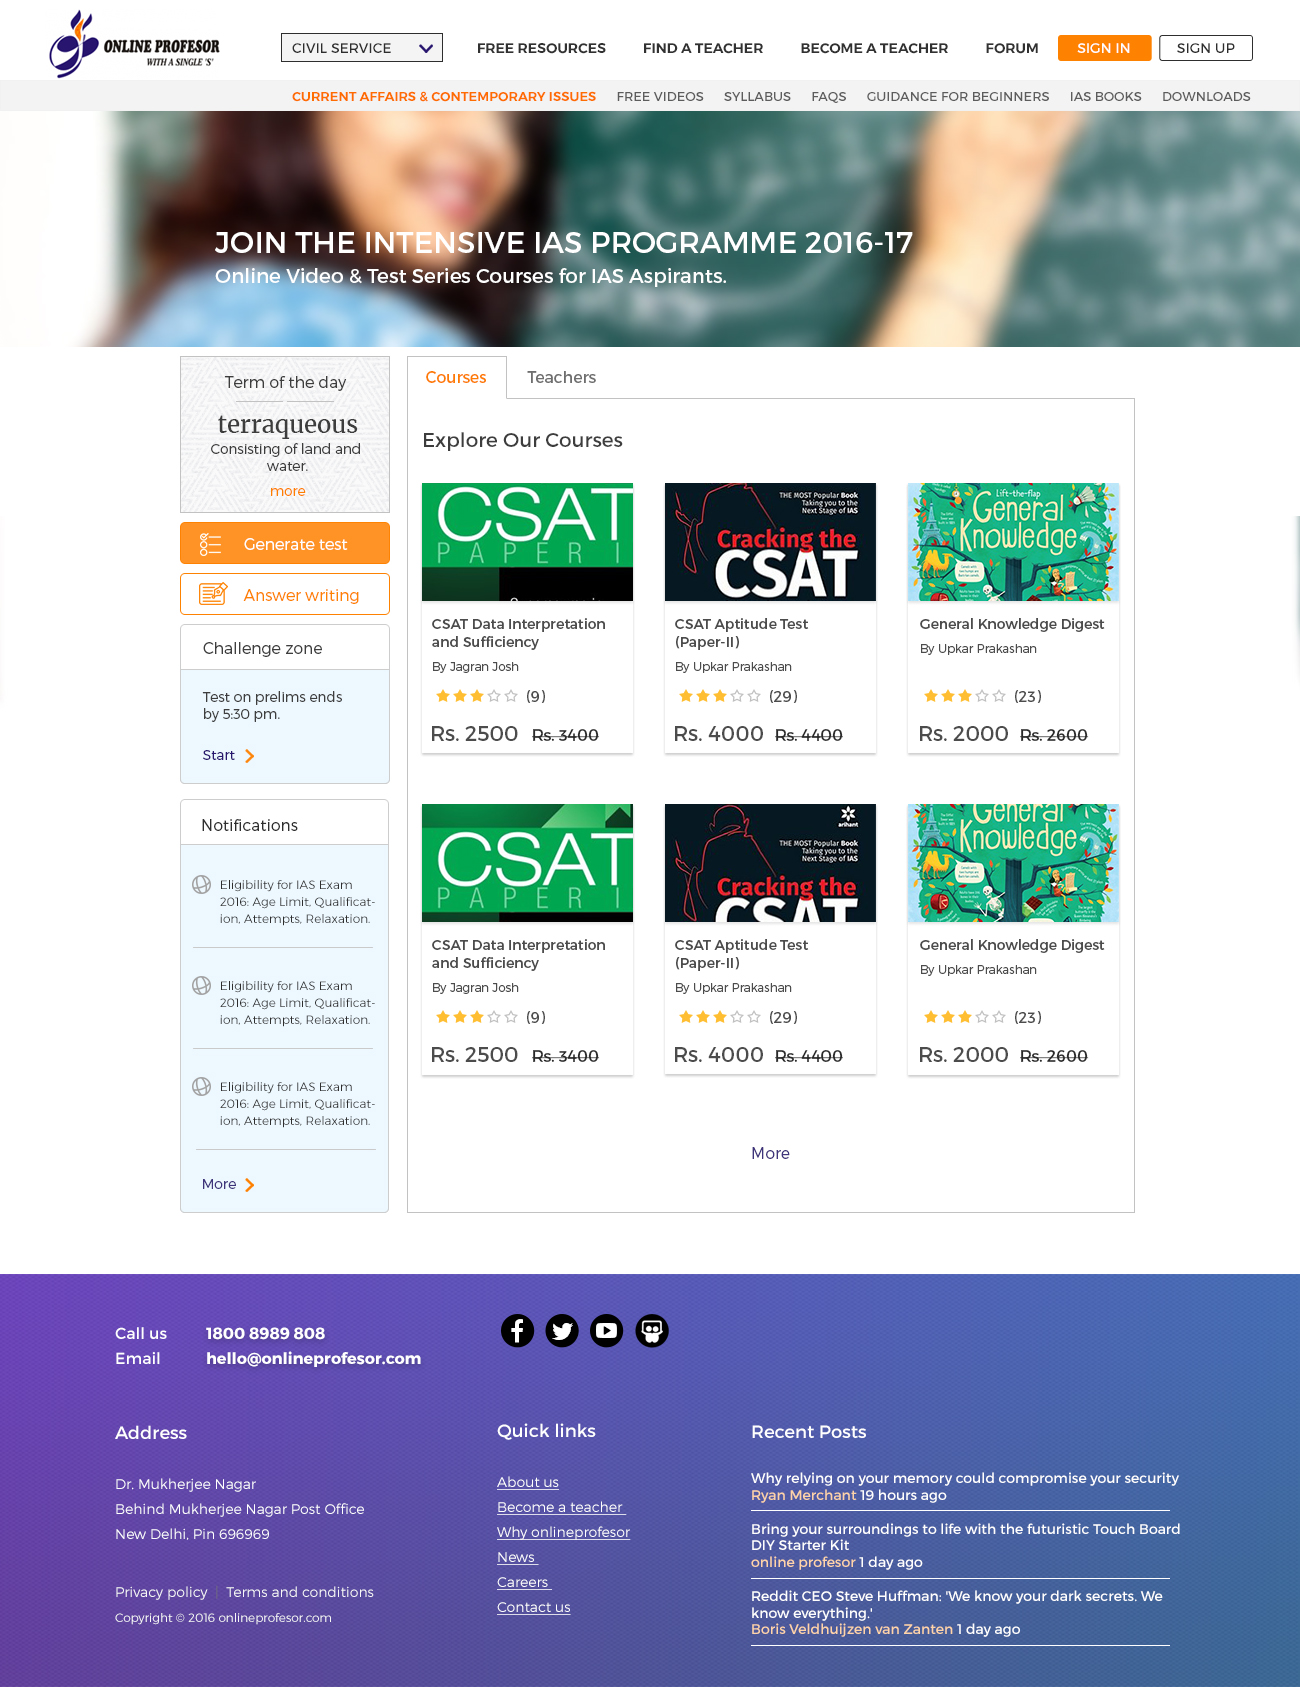 ONLINE PROFESOR
WITH A SINGLE 'S'
CIVIL SERVICE
FREE RESOURCES
FIND A TEACHER
BECOME A TEACHER
FORUM
SIGN IN
SIGN UP
CURRENT AFFAIRS & CONTEMPORARY ISSUES
FREE VIDEOS
SYLLABUS
FAQS
GUIDANCE FOR BEGINNERS
IAS BOOKS
DOWNLOADS
JOIN THE INTENSIVE IAS PROGRAMME 2016-17
Online Video & Test Series Courses for IAS Aspirants.
Term of the day
terraqueous
Consisting of land and
water.
more
Generate test
Answer writing
Challenge zone
Test on prelims ends
by 5:30 pm.
Start
Notifications
Eligibility for IAS Exam
2016: Age Limit, Qualificat-
ion, Attempts, Relaxation.
Eligibility for IAS Exam
2016: Age Limit, Qualificat-
ion, Attempts, Relaxation.
Eligibility for IAS Exam
2016: Age Limit, Qualificat-
ion, Attempts, Relaxation.
More
Courses
Teachers
Explore Our Courses
CSAT
PAPER I
CSAT Data Interpretation
and Sufficiency
By Jagran Josh
(9)
Rs. 2500 Rs. 3400
THE MOST Popular Book
Taking you to the
Next Stage of IAS
Cracking the
CSAT
CSAT Aptitude Test
(Paper-II)
By Upkar Prakashan
(29)
Rs. 4000 Rs. 4400
Lift-the-flap
General
Knowledge
General Knowledge Digest
By Upkar Prakashan
(23)
Rs. 2000 Rs. 2600
CSAT
PAPER I
CSAT Data Interpretation
and Sufficiency
By Jagran Josh
(9)
Rs. 2500 Rs. 3400
arihant
THE MOST Popular Book
Taking you to the
Next Stage of IAS
Cracking the
CSAT
CSAT Aptitude Test
(Paper-II)
By Upkar Prakashan
(29)
Rs. 4000 Rs. 4400
General
Knowledge
General Knowledge Digest
By Upkar Prakashan
(23)
Rs. 2000 Rs. 2600
More
Call us 1800 8989 808
Email hello@onlineprofesor.com
Address
Dr. Mukherjee Nagar
Behind Mukherjee Nagar Post Office
New Delhi, Pin 696969
Privacy policy | Terms and conditions
Copyright © 2016 onlineprofesor.com
Quick links
About us
Become a teacher
Why onlineprofesor
News
Careers
Contact us
Recent Posts
Why relying on your memory could compromise your security
Ryan Merchant 19 hours ago
Bring your surroundings to life with the futuristic Touch Board
DIY Starter Kit
online profesor 1 day ago
Reddit CEO Steve Huffman: 'We know your dark secrets. We
know everything.'
Boris Veldhuijzen van Zanten 1 day ago